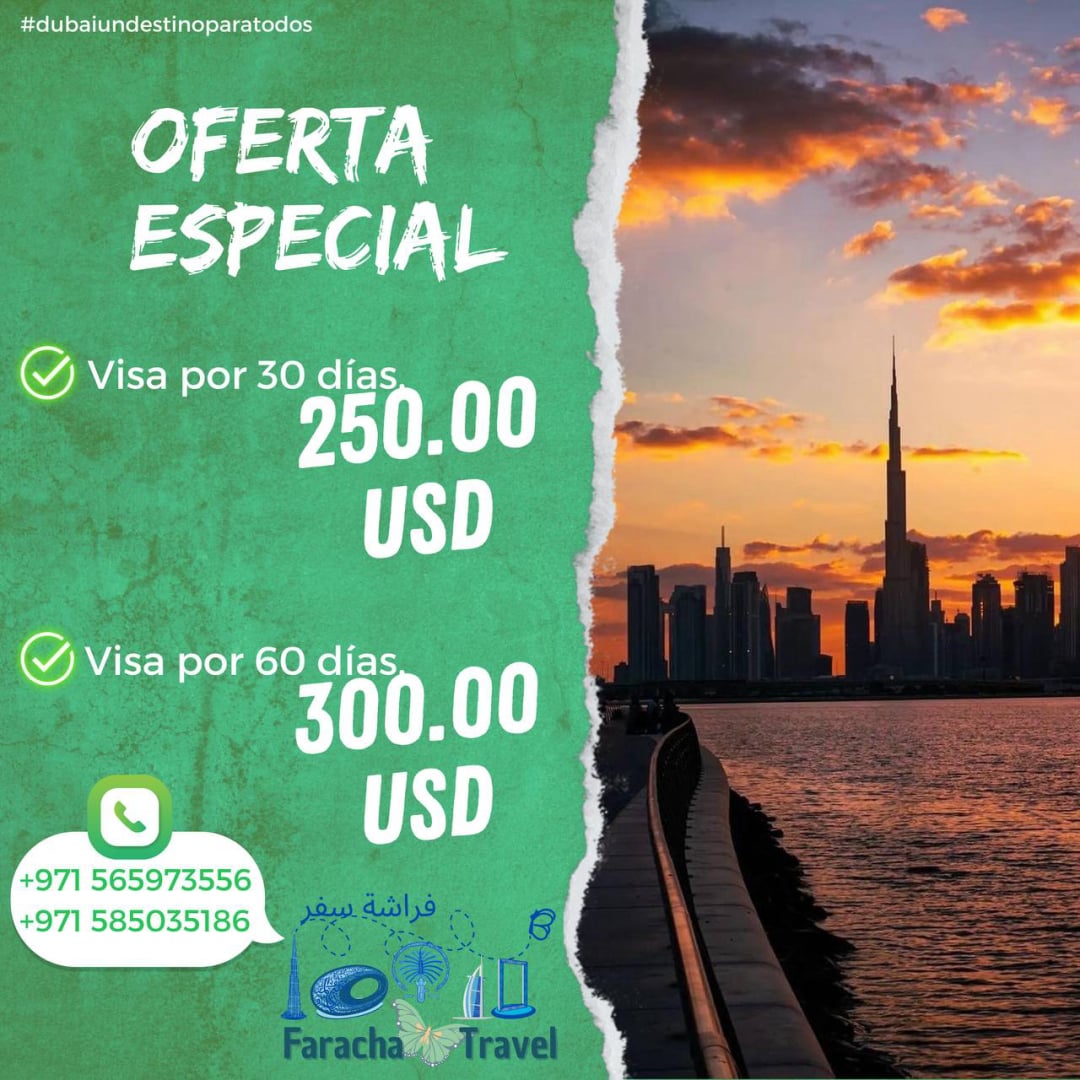 #dubaiundestinoparatodos
OFERTA
ESPECIAL
Visa por 30 días.
250.00
USD
Visa por 60 días.
300.00
USD
+971 565973556
+971 585035186
فراشة سفر
Faracha Travel